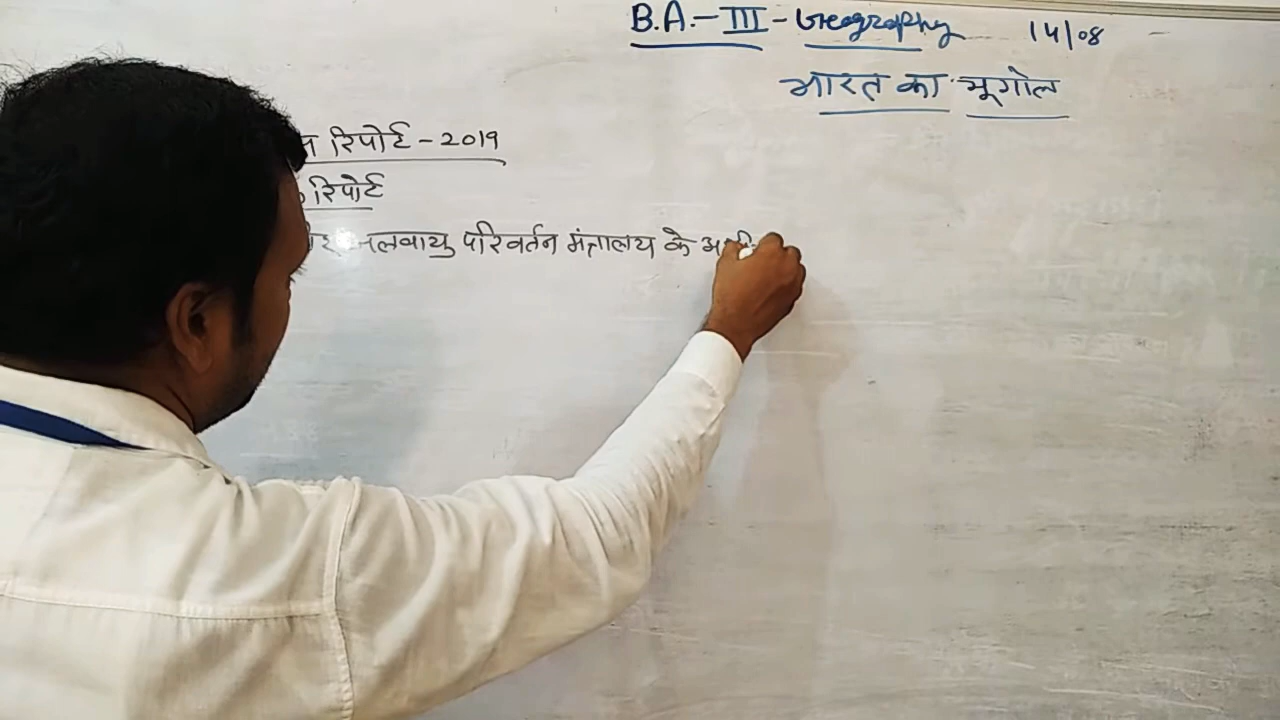 B.A.-III - Geography 14/08
भारत का भूगोल
रिपोर्ट - 2019
रिपोर्ट
जलवायु परिवर्तन मंत्रालय के